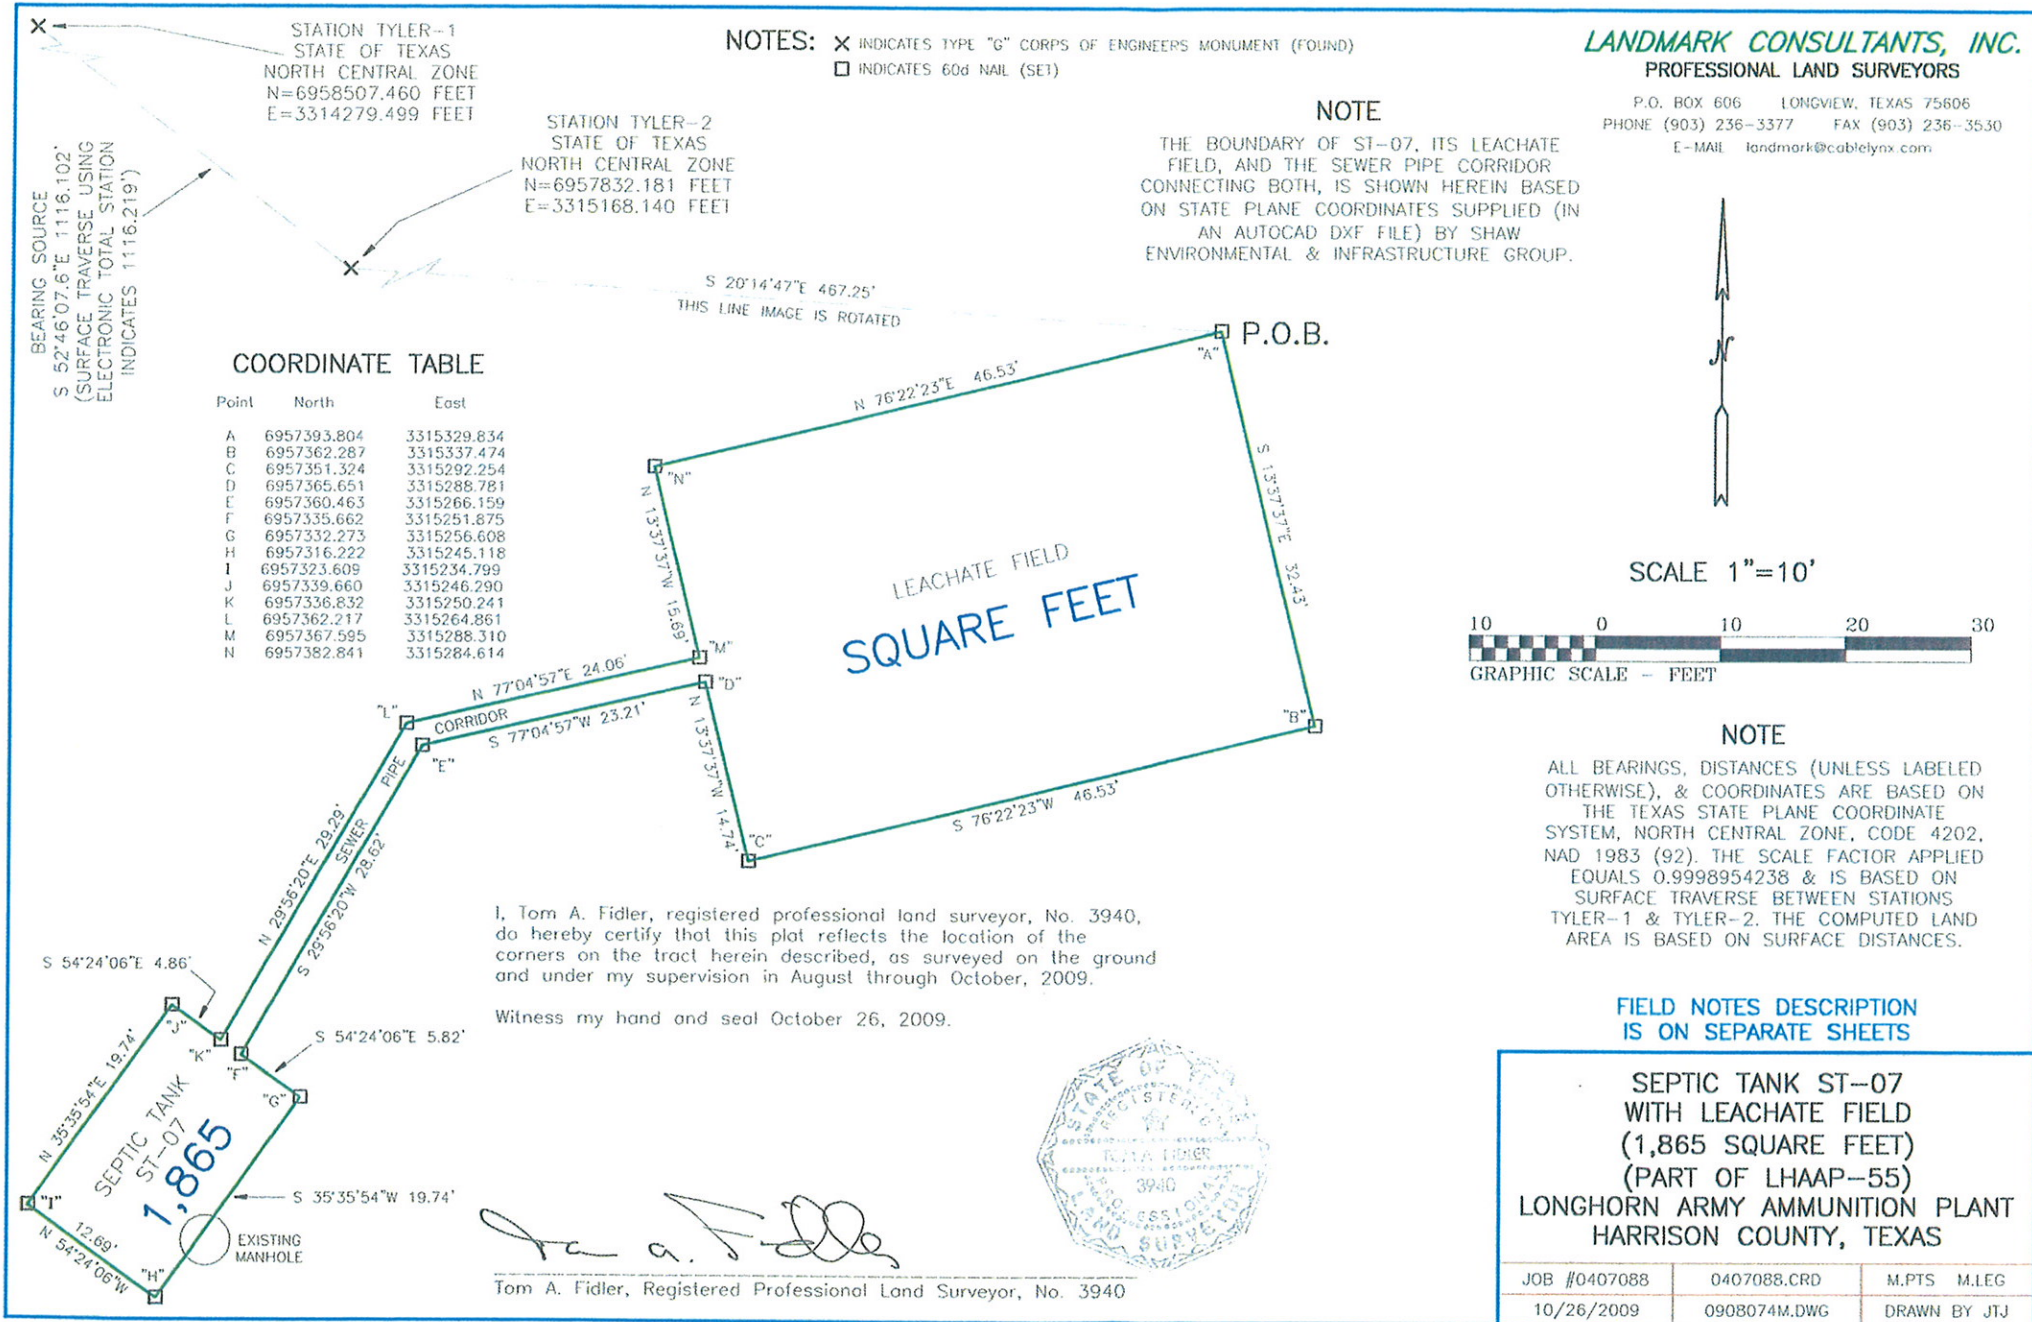 STATION TYLER-1
STATE OF TEXAS
NORTH CENTRAL ZONE
N=6958507.460 FEET
E=3314279.499 FEET
STATION TYLER-2
STATE OF TEXAS
NORTH CENTRAL ZONE
N=6957832.181 FEET
E=3315168.140 FEET
BEARING SOURCE
S 52°46'07.6"E 1116.102'
(SURFACE TRAVERSE USING
ELECTRONIC TOTAL STATION
INDICATES 1116.219')
NOTES: X INDICATES TYPE "G" CORPS OF ENGINEERS MONUMENT (FOUND)
□ INDICATES 60d NAIL (SET)
NOTE
THE BOUNDARY OF ST-07, ITS LEACHATE
FIELD, AND THE SEWER PIPE CORRIDOR
CONNECTING BOTH, IS SHOWN HEREIN BASED
ON STATE PLANE COORDINATES SUPPLIED (IN
AN AUTOCAD DXF FILE) BY SHAW
ENVIRONMENTAL & INFRASTRUCTURE GROUP.
LANDMARK CONSULTANTS, INC.
PROFESSIONAL LAND SURVEYORS
P.O. BOX 606 LONGVIEW, TEXAS 75606
PHONE (903) 236-3377 FAX (903) 236-3530
E-MAIL landmark@cablelynx.com
N
S 20°14'47"E 467.25'
THIS LINE IMAGE IS ROTATED
P.O.B.
COORDINATE TABLE
Point North East
A 6957393.804 3315329.834
B 6957362.287 3315337.474
C 6957351.324 3315292.254
D 6957365.651 3315288.781
E 6957360.463 3315266.159
F 6957335.662 3315251.875
G 6957332.273 3315256.608
H 6957316.222 3315245.118
I 6957323.609 3315234.799
J 6957339.660 3315246.290
K 6957336.832 3315250.241
L 6957362.217 3315264.861
M 6957367.595 3315288.310
N 6957382.841 3315284.614
"A"
N 76°22'23"E 46.53'
"N"
S 13°37'37"E 32.43'
N 13°37'37"W 15.69'
LEACHATE FIELD
SQUARE FEET
"M"
"D"
"B"
N 77°04'57"E 24.06'
CORRIDOR
S 77°04'57"W 23.21'
"L"
"E"
N 13°37'37"W 14.74'
"C"
S 76°22'23"W 46.53'
N 29°56'20"E 29.29'
SEWER PIPE
S 29°56'20"W 28.62'
S 54°24'06"E 4.86'
"J"
"K"
"F"
S 54°24'06"E 5.82'
"G"
N 35°35'54"E 19.74'
SEPTIC TANK
ST-07
1,865
S 35°35'54"W 19.74'
"I"
12.69'
N 54°24'06"W
"H"
EXISTING
MANHOLE
SCALE 1"=10'
10 0 10 20 30
GRAPHIC SCALE - FEET
NOTE
ALL BEARINGS, DISTANCES (UNLESS LABELED
OTHERWISE), & COORDINATES ARE BASED ON
THE TEXAS STATE PLANE COORDINATE
SYSTEM, NORTH CENTRAL ZONE, CODE 4202,
NAD 1983 (92). THE SCALE FACTOR APPLIED
EQUALS 0.9998954238 & IS BASED ON
SURFACE TRAVERSE BETWEEN STATIONS
TYLER-1 & TYLER-2. THE COMPUTED LAND
AREA IS BASED ON SURFACE DISTANCES.
I, Tom A. Fidler, registered professional land surveyor, No. 3940,
do hereby certify that this plat reflects the location of the
corners on the tract herein described, as surveyed on the ground
and under my supervision in August through October, 2009.
Witness my hand and seal October 26, 2009.
STATE OF TEXAS
REGISTERED
TOM A. FIDLER
3940
PROFESSIONAL
LAND SURVEYOR
Tom A. Fidler
Tom A. Fidler, Registered Professional Land Surveyor, No. 3940
FIELD NOTES DESCRIPTION
IS ON SEPARATE SHEETS
SEPTIC TANK ST-07
WITH LEACHATE FIELD
(1,865 SQUARE FEET)
(PART OF LHAAP-55)
LONGHORN ARMY AMMUNITION PLANT
HARRISON COUNTY, TEXAS
JOB #0407088 0407088.CRD M.PTS M.LEG
10/26/2009 0908074M.DWG DRAWN BY JTJ